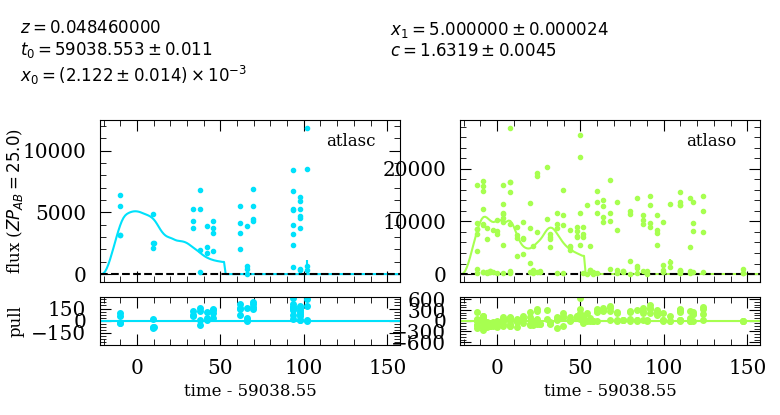 z = 0.048460000
t₀ = 59038.553 ± 0.011
x₀ = (2.122 ± 0.014) × 10⁻³
x₁ = 5.000000 ± 0.000024
c = 1.6319 ± 0.0045
flux (ZP_AB = 25.0)
10000
5000
0
atlasc
20000
10000
0
atlaso
pull
150
0
−150
600
300
0
−300
−600
0 50 100 150
time - 59038.55
0 50 100 150
time - 59038.55